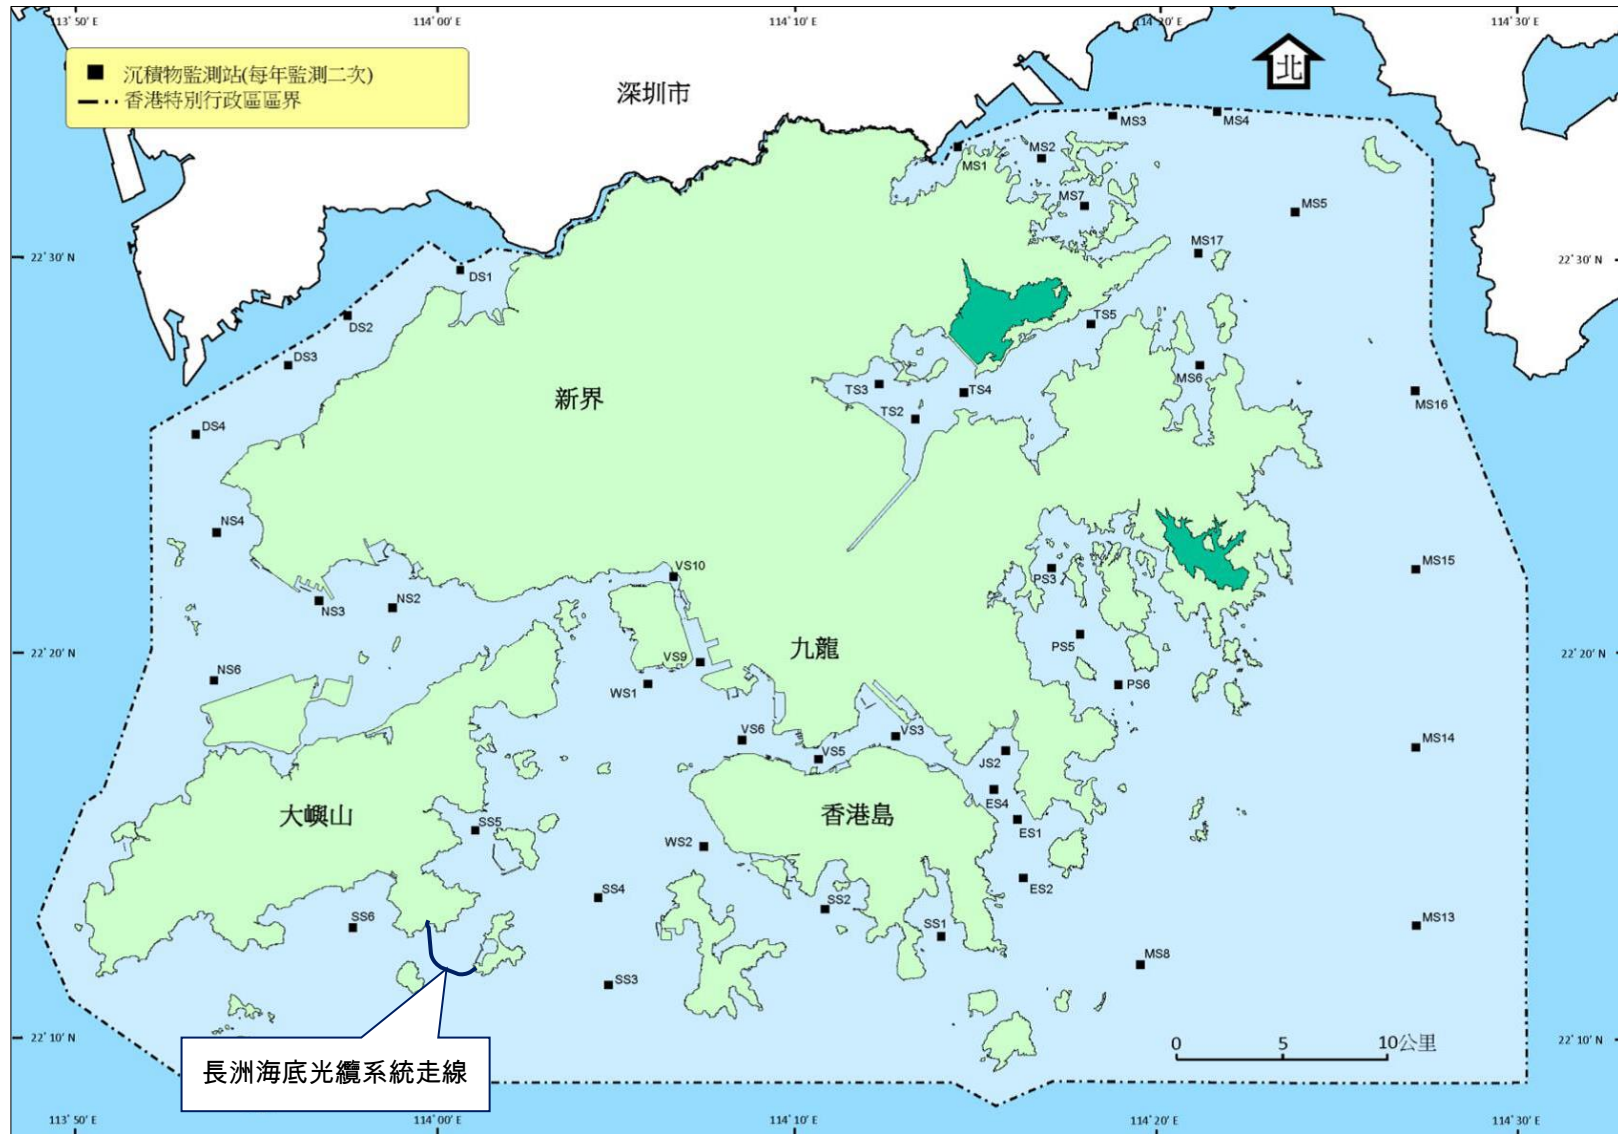 113˚50' E
114˚00' E
114˚10' E
114˚20' E
114˚30' E
沉積物監測站(每年監測二次)
香港特別行政區區界
深圳市
北
MS3
MS4
MS1
MS2
MS7
MS5
MS17
22˚30' N
22˚30' N
DS1
DS2
TS5
DS3
MS6
TS3
TS4
MS16
新界
TS2
DS4
NS4
MS15
VS10
PS3
NS3
NS2
九龍
PS5
22˚20' N
22˚20' N
VS9
NS6
WS1
PS6
VS6
VS3
MS14
VS5
JS2
大嶼山
香港島
ES4
SS5
ES1
WS2
ES2
SS4
SS2
SS6
SS1
MS13
MS8
SS3
22˚10' N
22˚10' N
0
5
10公里
長洲海底光纜系統走線
113˚50' E
114˚00' E
114˚10' E
114˚20' E
114˚30' E